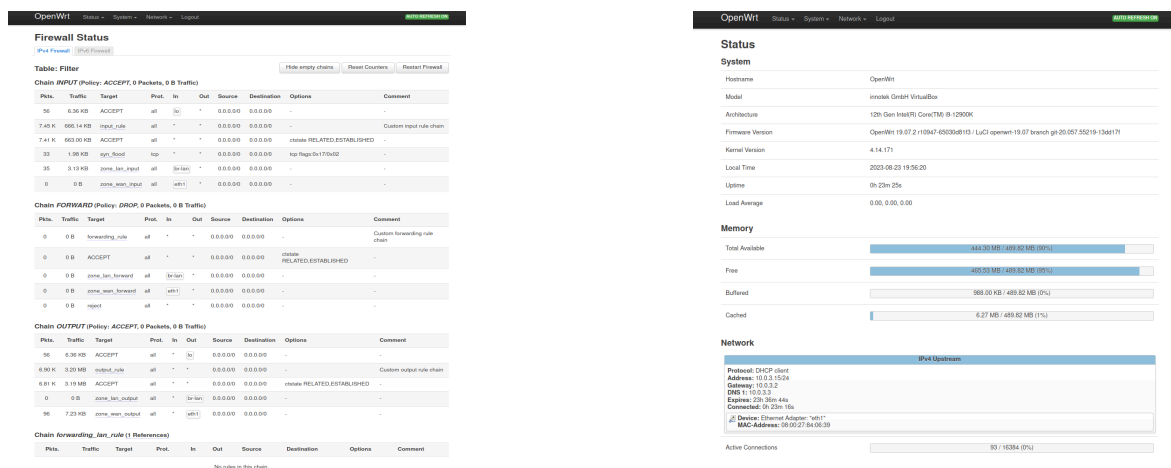 OpenWrt Status System Network Logout AUTO REFRESH ON
Firewall Status
IPv4 Firewall IPv6 Firewall
Table: Filter Hide empty chains Reset Counters Restart Firewall
Chain INPUT (Policy: ACCEPT, 0 Packets, 0 B Traffic)
Pkts. Traffic Target Prot. In Out Source Destination Options Comment
56 6.36 KB ACCEPT all lo * 0.0.0.0/0 0.0.0.0/0 - -
7.45 K 666.14 KB input_rule all * * 0.0.0.0/0 0.0.0.0/0 - Custom input rule chain
7.41 K 663.00 KB ACCEPT all * * 0.0.0.0/0 0.0.0.0/0 ctstate RELATED,ESTABLISHED -
33 1.98 KB syn_flood tcp * * 0.0.0.0/0 0.0.0.0/0 tcp flags:0x17/0x02 -
35 3.13 KB zone_lan_input all br-lan * 0.0.0.0/0 0.0.0.0/0 - -
0 0 B zone_wan_input all eth1 * 0.0.0.0/0 0.0.0.0/0 - -
Chain FORWARD (Policy: DROP, 0 Packets, 0 B Traffic)
Pkts. Traffic Target Prot. In Out Source Destination Options Comment
0 0 B forwarding_rule all * * 0.0.0.0/0 0.0.0.0/0 - Custom forwarding rule
chain
0 0 B ACCEPT all * * 0.0.0.0/0 0.0.0.0/0 ctstate
RELATED,ESTABLISHED -
0 0 B zone_lan_forward all br-lan * 0.0.0.0/0 0.0.0.0/0 - -
0 0 B zone_wan_forward all eth1 * 0.0.0.0/0 0.0.0.0/0 - -
0 0 B reject all * * 0.0.0.0/0 0.0.0.0/0 - -
Chain OUTPUT (Policy: ACCEPT, 0 Packets, 0 B Traffic)
Pkts. Traffic Target Prot. In Out Source Destination Options Comment
56 6.36 KB ACCEPT all * lo 0.0.0.0/0 0.0.0.0/0 - -
6.90 K 3.20 MB output_rule all * * 0.0.0.0/0 0.0.0.0/0 - Custom output rule chain
6.81 K 3.19 MB ACCEPT all * * 0.0.0.0/0 0.0.0.0/0 ctstate RELATED,ESTABLISHED -
0 0 B zone_lan_output all * br-lan 0.0.0.0/0 0.0.0.0/0 - -
96 7.23 KB zone_wan_output all * eth1 0.0.0.0/0 0.0.0.0/0 - -
Chain forwarding_lan_rule (1 References)
Pkts. Traffic Target Prot. In Out Source Destination Options Comment
No rules in this chain
OpenWrt Status System Network Logout AUTO REFRESH ON
Status
System
Hostname OpenWrt
Model innotek GmbH VirtualBox
Architecture 12th Gen Intel(R) Core(TM) i9-12900K
Firmware Version OpenWrt 19.07.2 r10947-65030d81f3 / LuCI openwrt-19.07 branch git-20.057.55219-13dd17f
Kernel Version 4.14.171
Local Time 2023-08-23 19:56:20
Uptime 0h 23m 25s
Load Average 0.00, 0.00, 0.00
Memory
Total Available 444.30 MB / 489.82 MB (90%)
Free 465.53 MB / 489.82 MB (95%)
Buffered 988.00 KB / 489.82 MB (0%)
Cached 6.27 MB / 489.82 MB (1%)
Network
IPv4 Upstream
Protocol: DHCP client
Address: 10.0.3.15/24
Gateway: 10.0.3.2
DNS 1: 10.0.3.3
Expires: 23h 36m 44s
Connected: 0h 23m 16s
Device: Ethernet Adapter: "eth1"
MAC-Address: 08:00:27:84:06:39
Active Connections 93 / 16384 (0%)